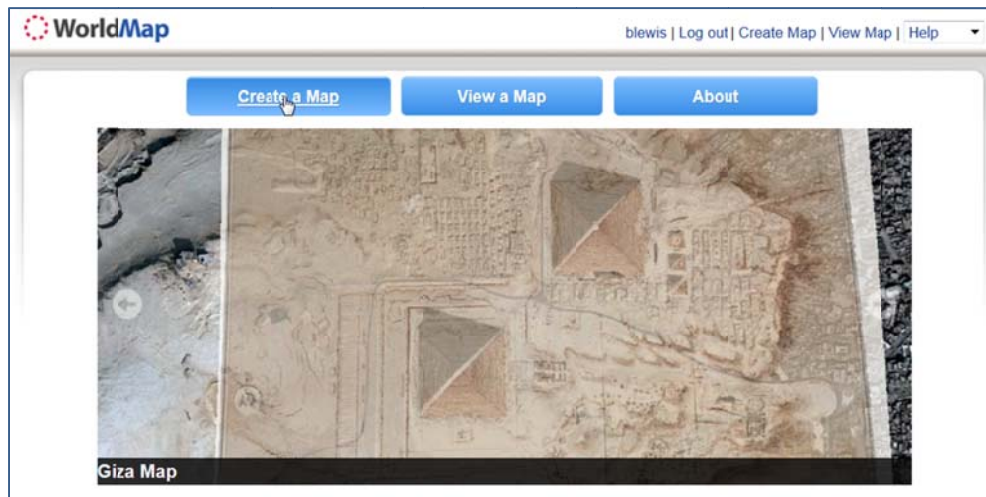 WorldMap
blewis | Log out | Create Map | View Map | Help
Create a Map
View a Map
About
Giza Map